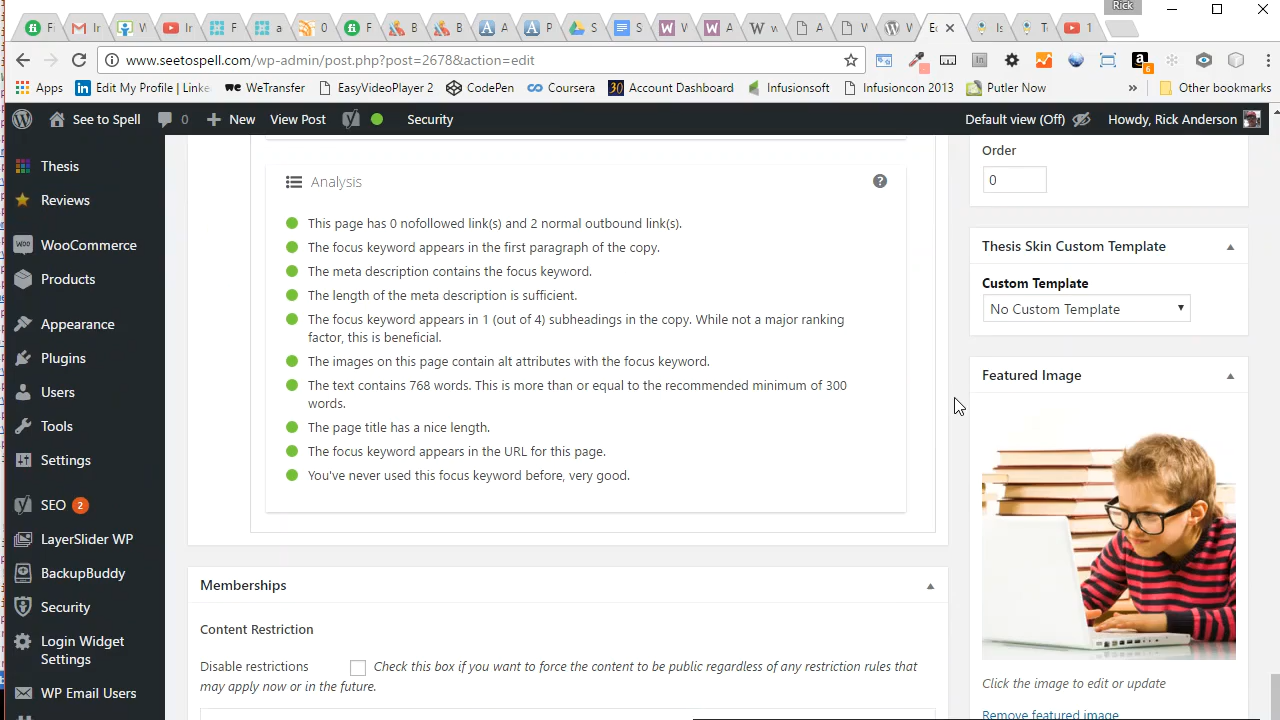 Rick
Fi
Ir
W
Ir
F
a
0
F
B
B
A
P
S
S
V
A
w
A
V
V
Ec
Is
T
1
www.seetospell.com/wp-admin/post.php?post=2678&action=edit
6
Apps
Edit My Profile | Linke
WeTransfer
EasyVideoPlayer 2
CodePen
Coursera
30 Account Dashboard
Infusionsoft
Infusioncon 2013
Putler Now
»
Other bookmarks
See to Spell
0
New
View Post
Security
Default view (Off)
Howdy, Rick Anderson
Thesis
Reviews
WooCommerce
Products
Appearance
Plugins
Users
Tools
Settings
SEO 2
LayerSlider WP
BackupBuddy
Security
Login Widget
Settings
WP Email Users
Analysis
?
This page has 0 nofollowed link(s) and 2 normal outbound link(s).
The focus keyword appears in the first paragraph of the copy.
The meta description contains the focus keyword.
The length of the meta description is sufficient.
The focus keyword appears in 1 (out of 4) subheadings in the copy. While not a major ranking
factor, this is beneficial.
The images on this page contain alt attributes with the focus keyword.
The text contains 768 words. This is more than or equal to the recommended minimum of 300
words.
The page title has a nice length.
The focus keyword appears in the URL for this page.
You've never used this focus keyword before, very good.
Memberships
Content Restriction
Disable restrictions
Check this box if you want to force the content to be public regardless of any restriction rules that
may apply now or in the future.
Order
0
Thesis Skin Custom Template
Custom Template
No Custom Template
Featured Image
Click the image to edit or update
Remove featured image